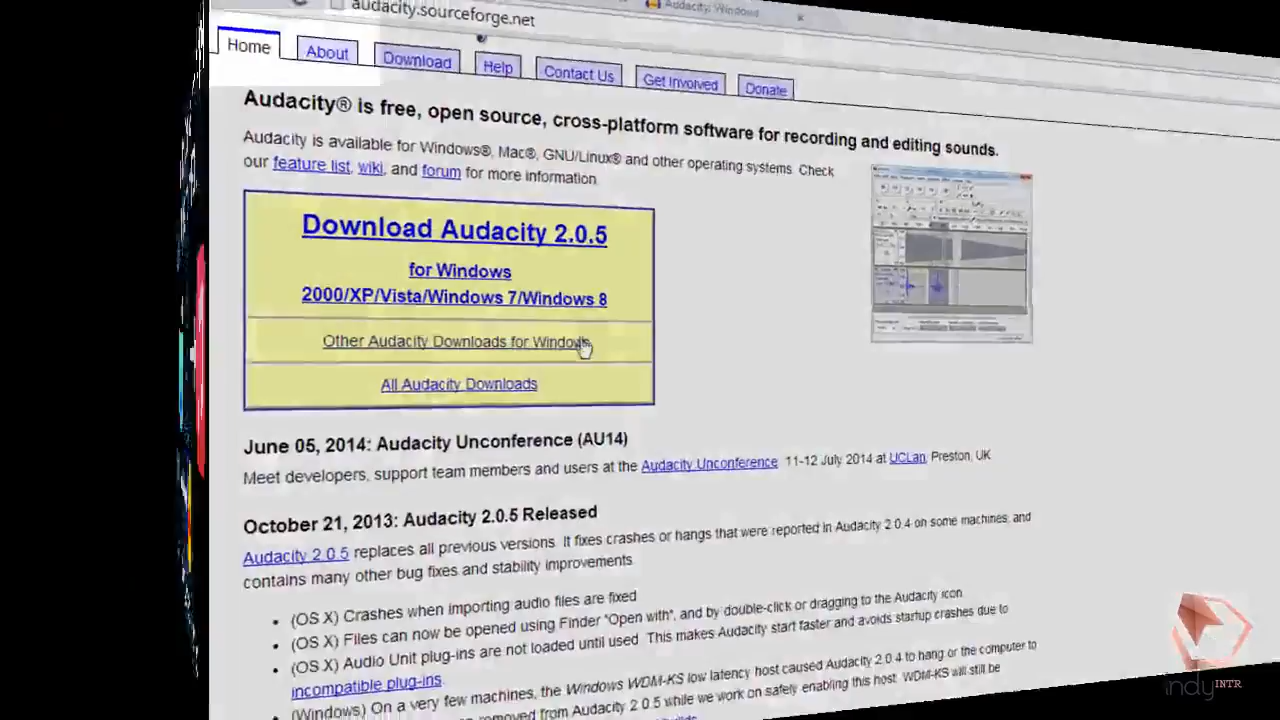 Audacity: Windows
audacity.sourceforge.net
Home About Download Help Contact Us Get Involved Donate
Audacity® is free, open source, cross-platform software for recording and editing sounds.
Audacity is available for Windows®, Mac®, GNU/Linux® and other operating systems. Check
our feature list, wiki, and forum for more information.
Download Audacity 2.0.5
for Windows
2000/XP/Vista/Windows 7/Windows 8
Other Audacity Downloads for Windows
All Audacity Downloads
June 05, 2014: Audacity Unconference (AU14)
Meet developers, support team members and users at the Audacity Unconference 11-12 July 2014 at UCLan, Preston, UK
October 21, 2013: Audacity 2.0.5 Released
Audacity 2.0.5 replaces all previous versions. It fixes crashes or hangs that were reported in Audacity 2.0.4 on some machines, and
contains many other bug fixes and stability improvements
• (OS X) Crashes when importing audio files are fixed
• (OS X) Files can now be opened using Finder "Open with", and by double-click or dragging to the Audacity icon.
• (OS X) Audio Unit plug-ins are not loaded until used. This makes Audacity start faster and avoids startup crashes due to
incompatible plug-ins.
• (Windows) On a very few machines, the Windows WDM-KS low latency host caused Audacity 2.0.4 to hang or the computer to
removed from Audacity 2.0.5 while we work on safely enabling this host. WDM-KS will still be
indy INTR